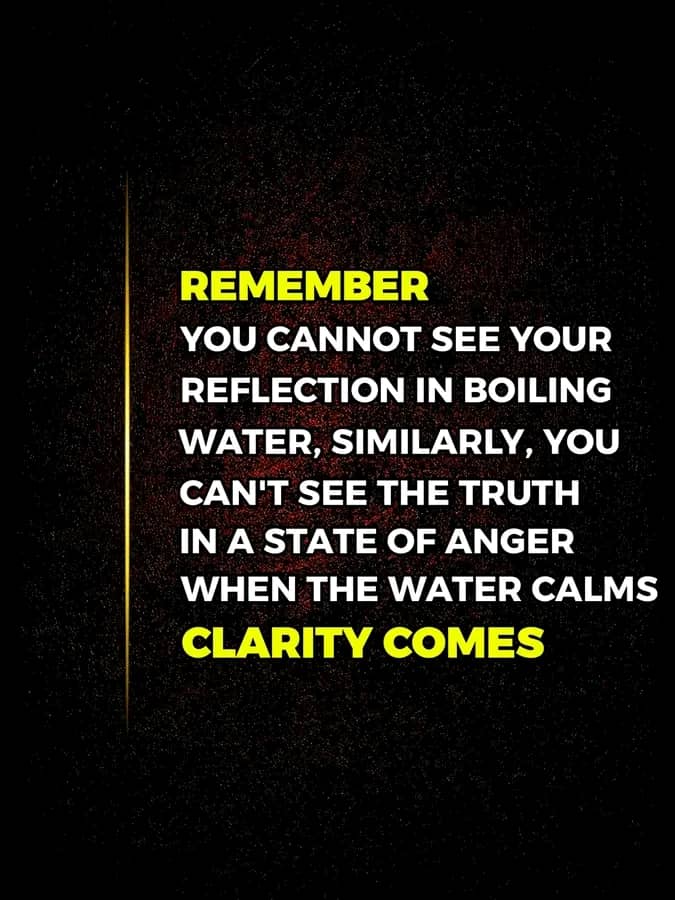 REMEMBER
YOU CANNOT SEE YOUR
REFLECTION IN BOILING
WATER, SIMILARLY, YOU
CAN'T SEE THE TRUTH
IN A STATE OF ANGER
WHEN THE WATER CALMS
CLARITY COMES